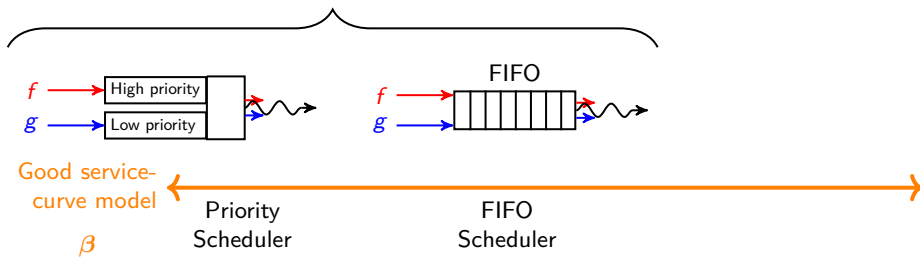 FIFO
f
High priority
f
g
Low priority
g
Good service-
curve model
β
Priority
Scheduler
FIFO
Scheduler